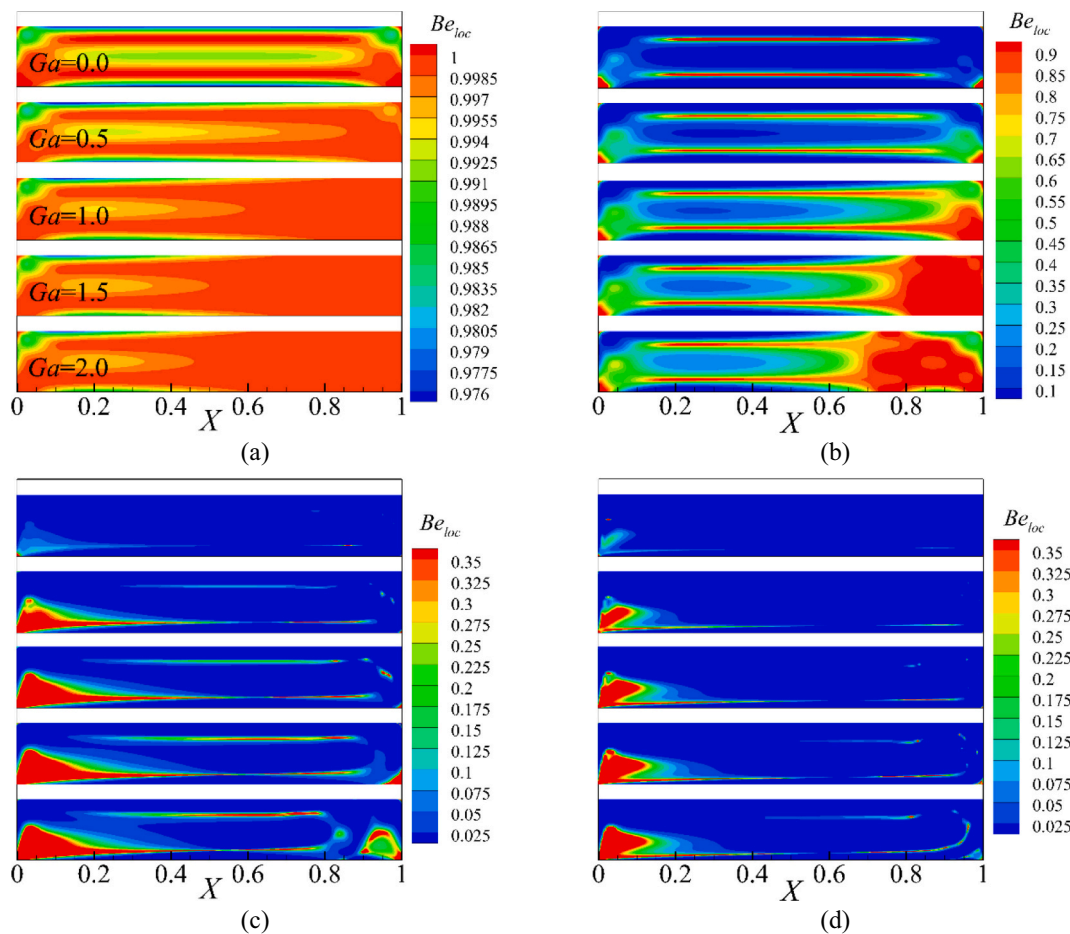 Be_loc
1
0.9985
0.997
0.9955
0.994
0.9925
0.991
0.9895
0.988
0.9865
0.985
0.9835
0.982
0.9805
0.979
0.9775
0.976
Ga=0.0
Ga=0.5
Ga=1.0
Ga=1.5
Ga=2.0
0 0.2 0.4 0.6 0.8 1
X
(a)
Be_loc
0.9
0.85
0.8
0.75
0.7
0.65
0.6
0.55
0.5
0.45
0.4
0.35
0.3
0.25
0.2
0.15
0.1
0 0.2 0.4 0.6 0.8 1
X
(b)
Be_loc
0.35
0.325
0.3
0.275
0.25
0.225
0.2
0.175
0.15
0.125
0.1
0.075
0.05
0.025
0 0.2 0.4 0.6 0.8 1
X
(c)
Be_loc
0.35
0.325
0.3
0.275
0.25
0.225
0.2
0.175
0.15
0.125
0.1
0.075
0.05
0.025
0 0.2 0.4 0.6 0.8 1
X
(d)